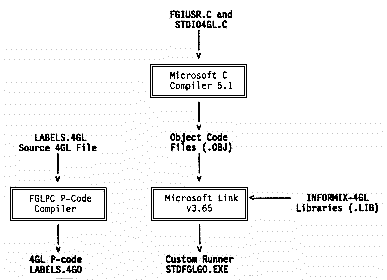 FGIUSR.C and
STDIO4GL.C
Microsoft C
Compiler 5.1
LABELS.4GL
Source 4GL File
Object Code
Files (.OBJ)
FGLPC P-Code
Compiler
Microsoft Link
v3.65
INFORMIX-4GL
Libraries (.LIB)
4GL P-code
LABELS.4GO
Custom Runner
STDFGLGO.EXE